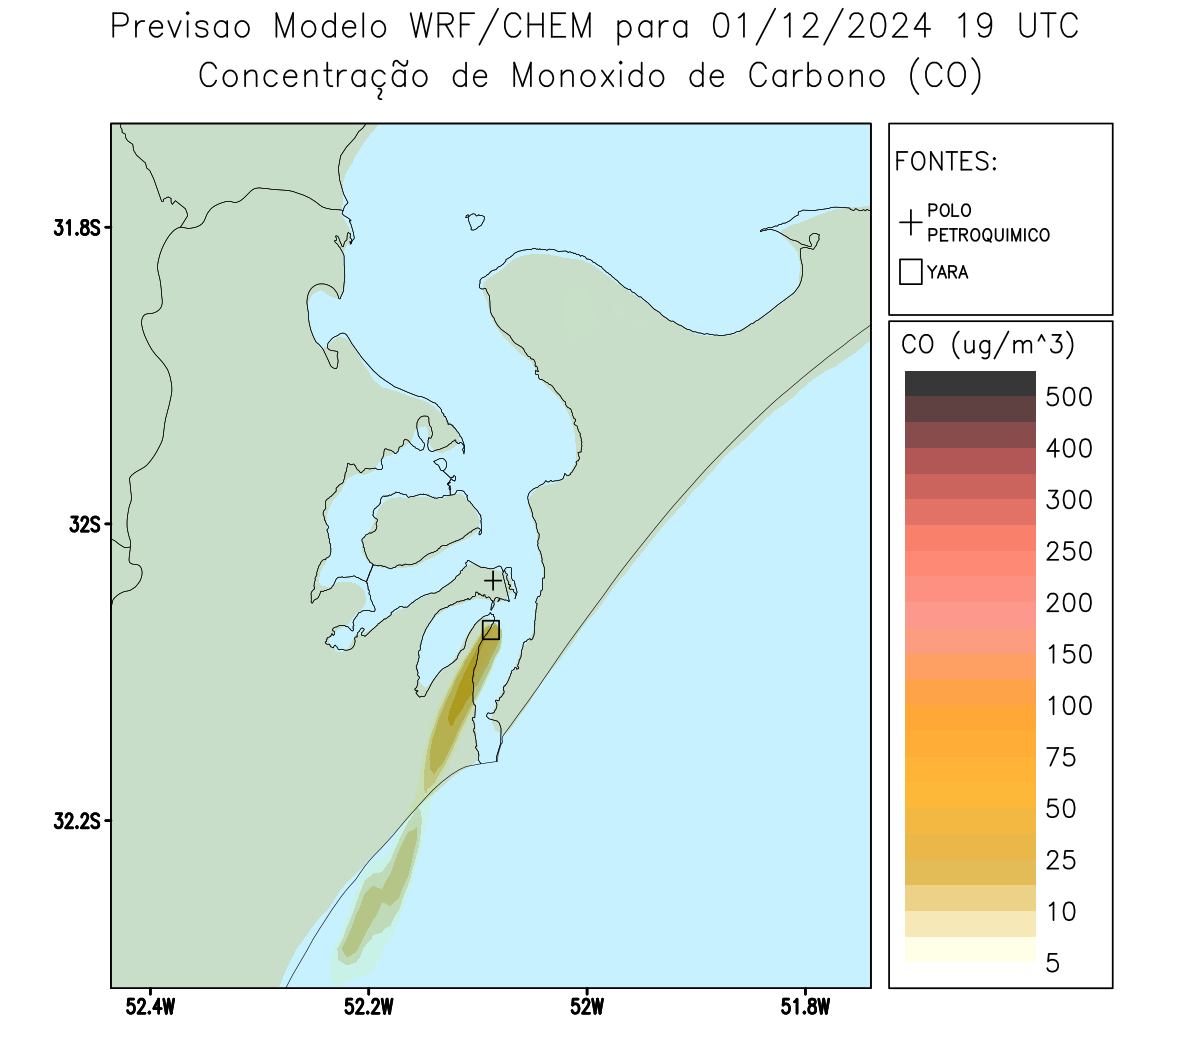 Previsao Modelo WRF/CHEM para 01/12/2024 19 UTC
Concentração de Monoxido de Carbono (CO)
FONTES:
POLO
PETROQUIMICO
YARA
CO (ug/m^3)
500
400
300
250
200
150
100
75
50
25
10
5
31.8S
32S
32.2S
52.4W
52.2W
52W
51.8W